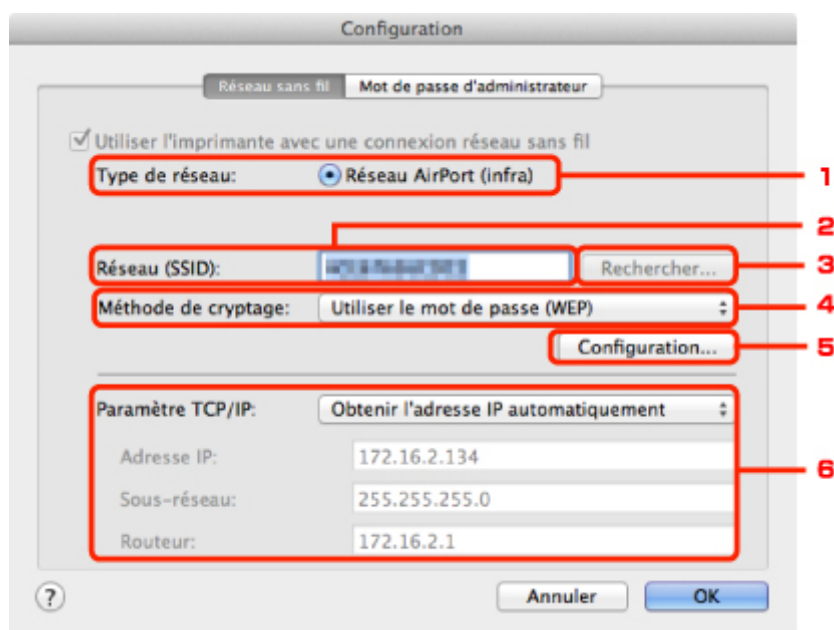 Configuration
Réseau sans fil Mot de passe d'administrateur
Utiliser l'imprimante avec une connexion réseau sans fil
Type de réseau: Réseau AirPort (infra) 1
2
Réseau (SSID): Rechercher... 3
Méthode de cryptage: Utiliser le mot de passe (WEP) 4
Configuration... 5
Paramètre TCP/IP: Obtenir l'adresse IP automatiquement
Adresse IP: 172.16.2.134 6
Sous-réseau: 255.255.255.0
Routeur: 172.16.2.1
? Annuler OK